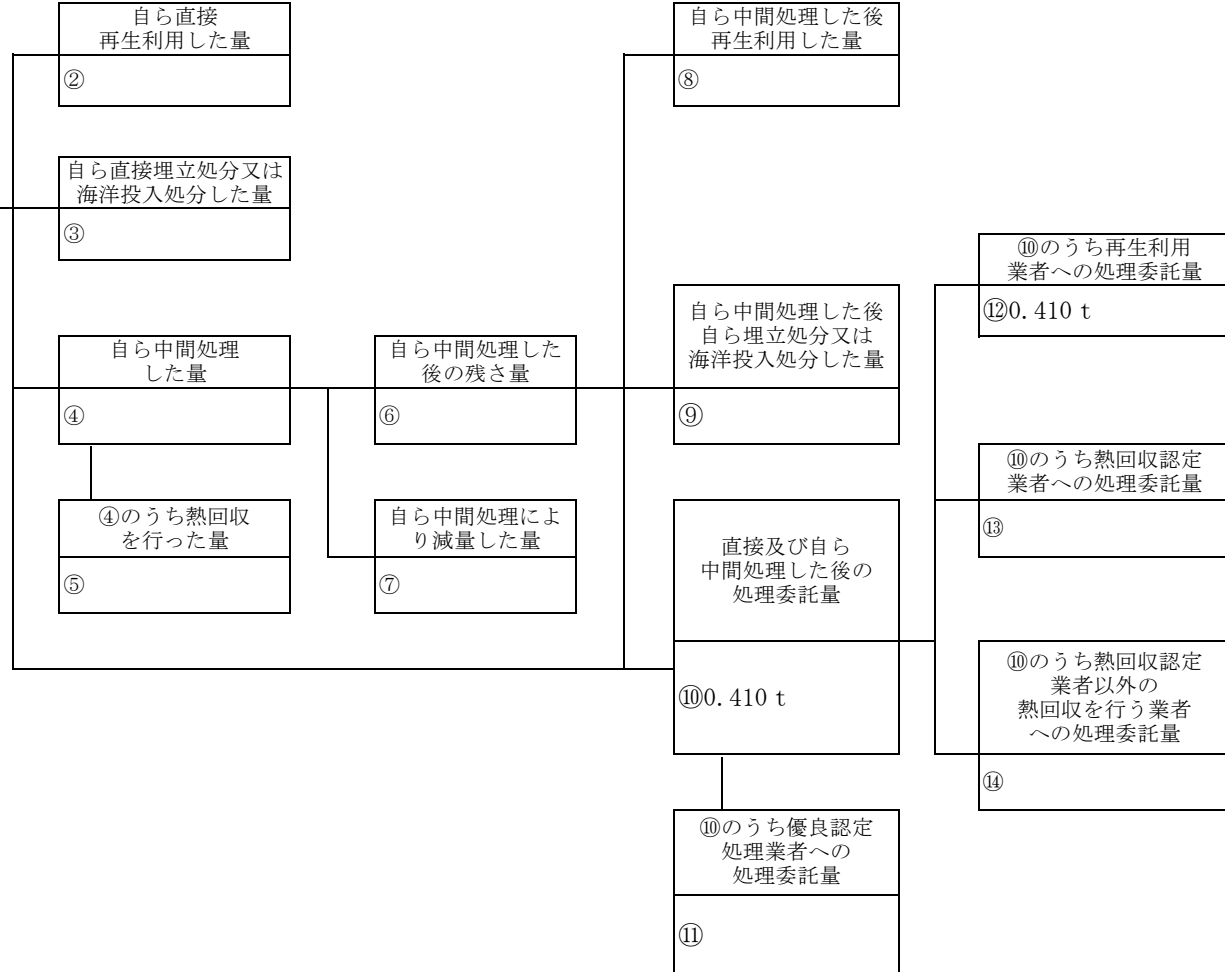 自ら直接
再生利用した量
②
自ら中間処理した後
再生利用した量
⑧
自ら直接埋立処分又は
海洋投入処分した量
③
⑩のうち再生利用
業者への処理委託量
⑫0.410 t
自ら中間処理
した量
④
自ら中間処理した
後の残さ量
⑥
自ら中間処理した後
自ら埋立処分又は
海洋投入処分した量
⑨
⑩のうち熱回収認定
業者への処理委託量
⑬
④のうち熱回収
を行った量
⑤
自ら中間処理によ
り減量した量
⑦
直接及び自ら
中間処理した後の
処理委託量
⑩0.410 t
⑩のうち熱回収認定
業者以外の
熱回収を行う業者
への処理委託量
⑭
⑩のうち優良認定
処理業者への
処理委託量
⑪